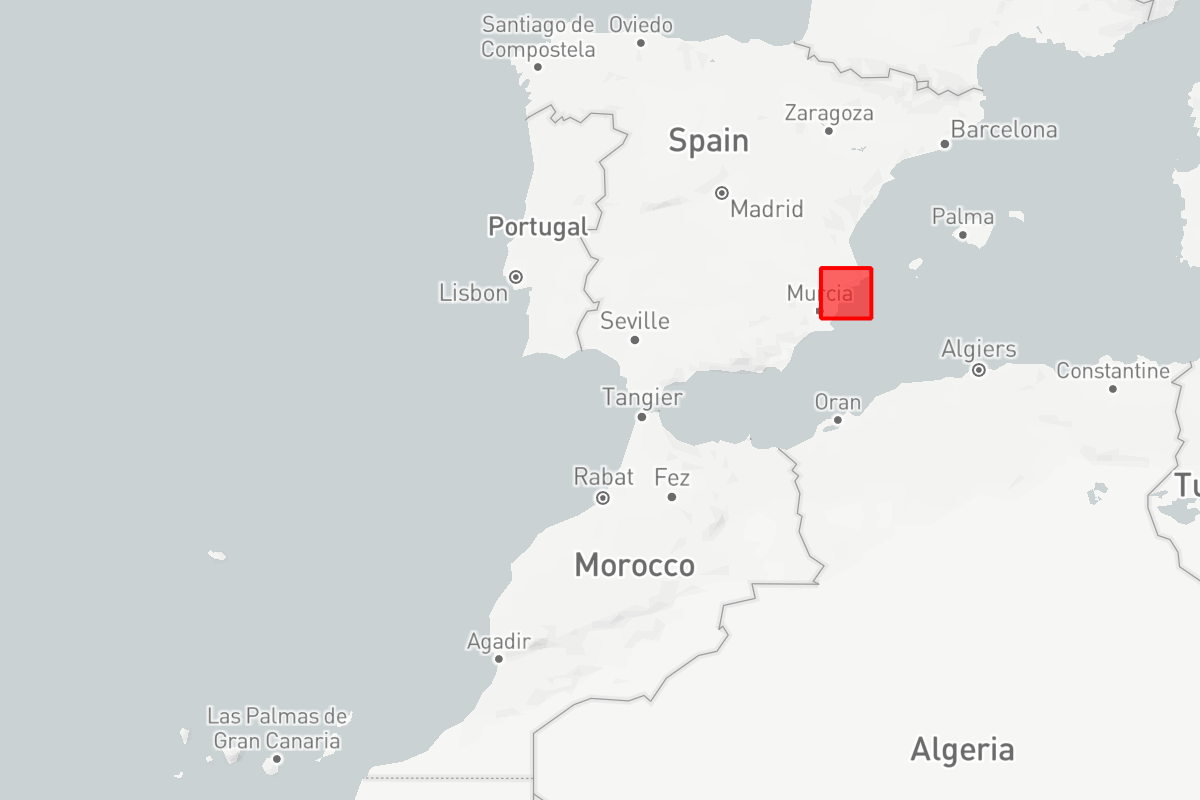 Santiago de
Compostela
Oviedo
Zaragoza
Barcelona
Spain
Madrid
Palma
Portugal
Lisbon
Murcia
Seville
Algiers
Constantine
Tangier
Oran
Rabat
Fez
Tu
Morocco
Agadir
Las Palmas de
Gran Canaria
Algeria